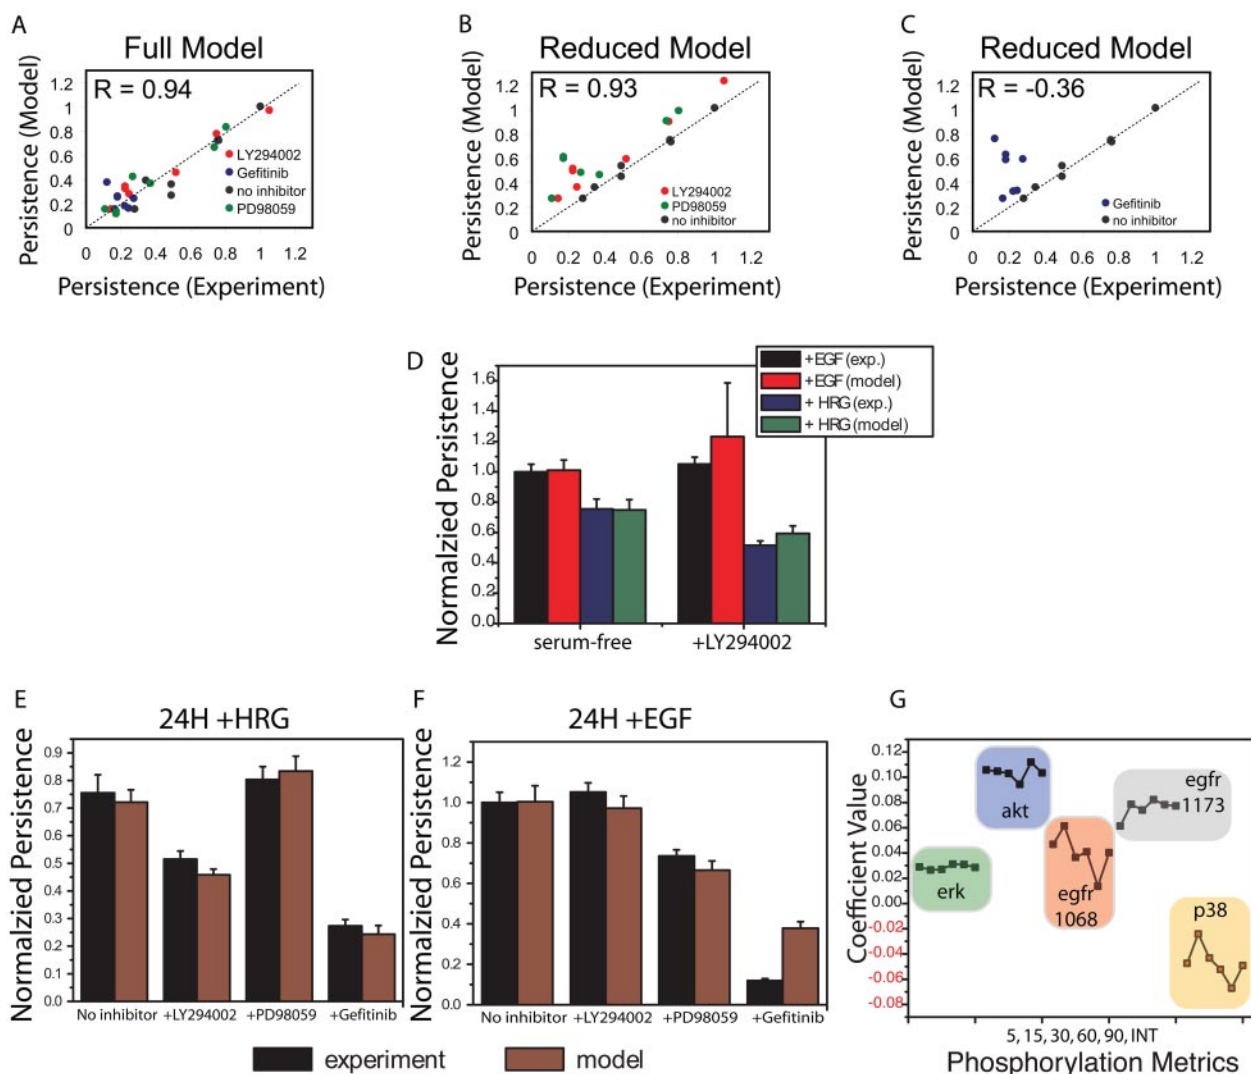 A
Full Model
Persistence (Model)
1.2
1
0.8
0.6
0.4
0.2
0
R = 0.94
LY294002
Gefitinib
no inhibitor
PD98059
0 0.2 0.4 0.6 0.8 1 1.2
Persistence (Experiment)
B
Reduced Model
Persistence (Model)
1.2
1
0.8
0.6
0.4
0.2
0
R = 0.93
LY294002
PD98059
no inhibitor
0 0.2 0.4 0.6 0.8 1 1.2
Persistence (Experiment)
C
Reduced Model
Persistence (Model)
1.2
1
0.8
0.6
0.4
0.2
0
R = -0.36
Gefitinib
no inhibitor
0 0.2 0.4 0.6 0.8 1 1.2
Persistence (Experiment)
D
Normalzied Persistence
1.6
1.4
1.2
1.0
0.8
0.6
0.4
0.2
0.0
+EGF (exp.)
+EGF (model)
+ HRG (exp.)
+ HRG (model)
serum-free +LY294002
E
24H +HRG
Normalzied Persistence
0.9
0.8
0.7
0.6
0.5
0.4
0.3
0.2
0.1
0.0
No inhibitor +LY294002 +PD98059 +Gefitinib
F
24H +EGF
Normalzied Persistence
1.2
1.0
0.8
0.6
0.4
0.2
0.0
No inhibitor +LY294002 +PD98059 +Gefitinib
experiment model
G
Coefficient Value
0.12
0.10
0.08
0.06
0.04
0.02
0.00
-0.02
-0.04
-0.06
-0.08
akt
egfr
1173
erk
egfr
1068
p38
5, 15, 30, 60, 90, INT
Phosphorylation Metrics